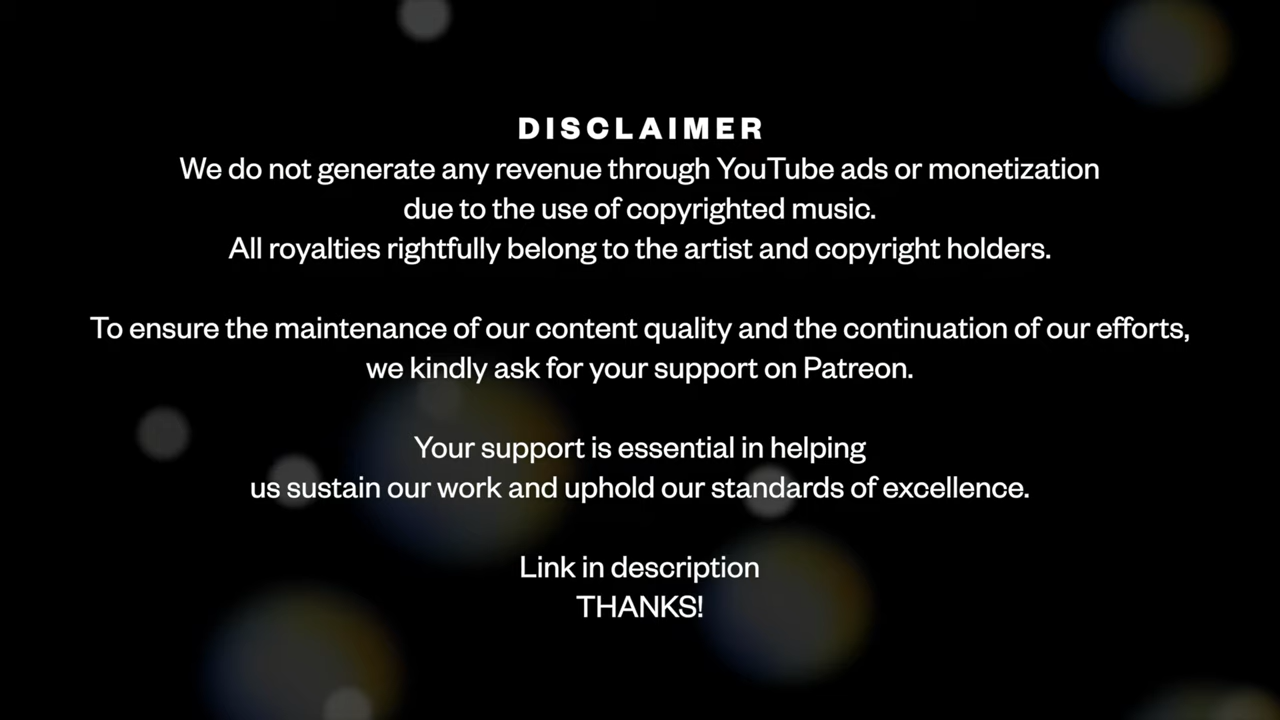 DISCLAIMER
We do not generate any revenue through YouTube ads or monetization
due to the use of copyrighted music.
All royalties rightfully belong to the artist and copyright holders.
To ensure the maintenance of our content quality and the continuation of our efforts,
we kindly ask for your support on Patreon.
Your support is essential in helping
us sustain our work and uphold our standards of excellence.
Link in description
THANKS!